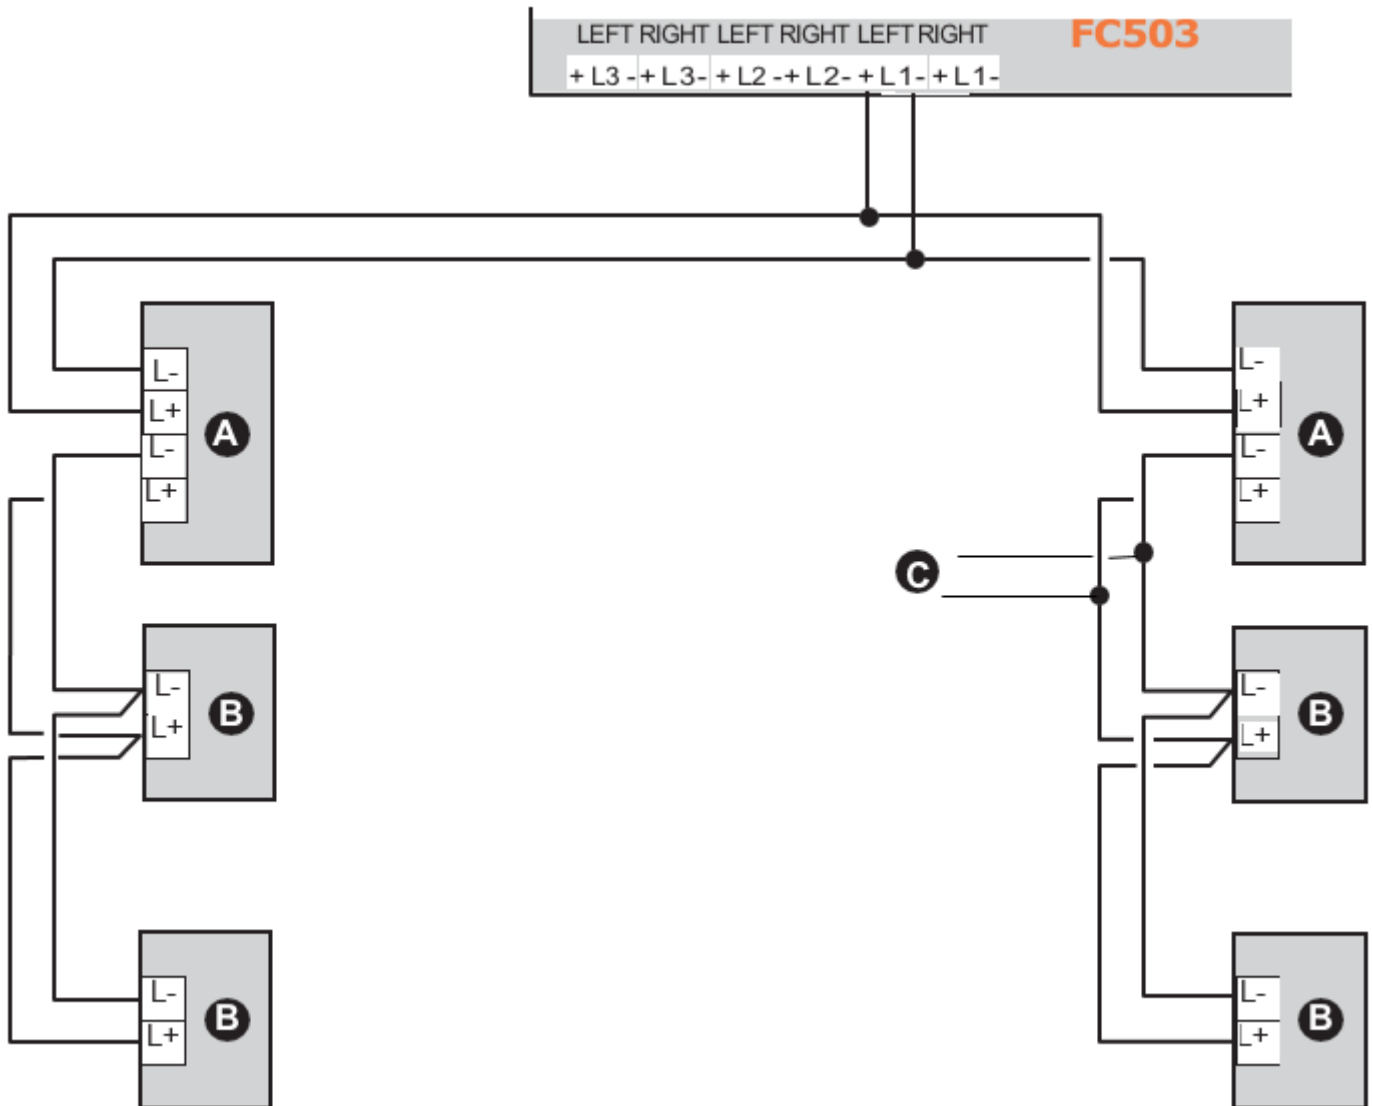 LEFT RIGHT LEFT RIGHT LEFT RIGHT FC503
+ L3 - + L3- + L2 - + L2- + L1- + L1-
L- L-
L+ A L+ A
L- L-
L+ L+
C
L- B L- B
L+ L+
L- B L- B
L+ L+